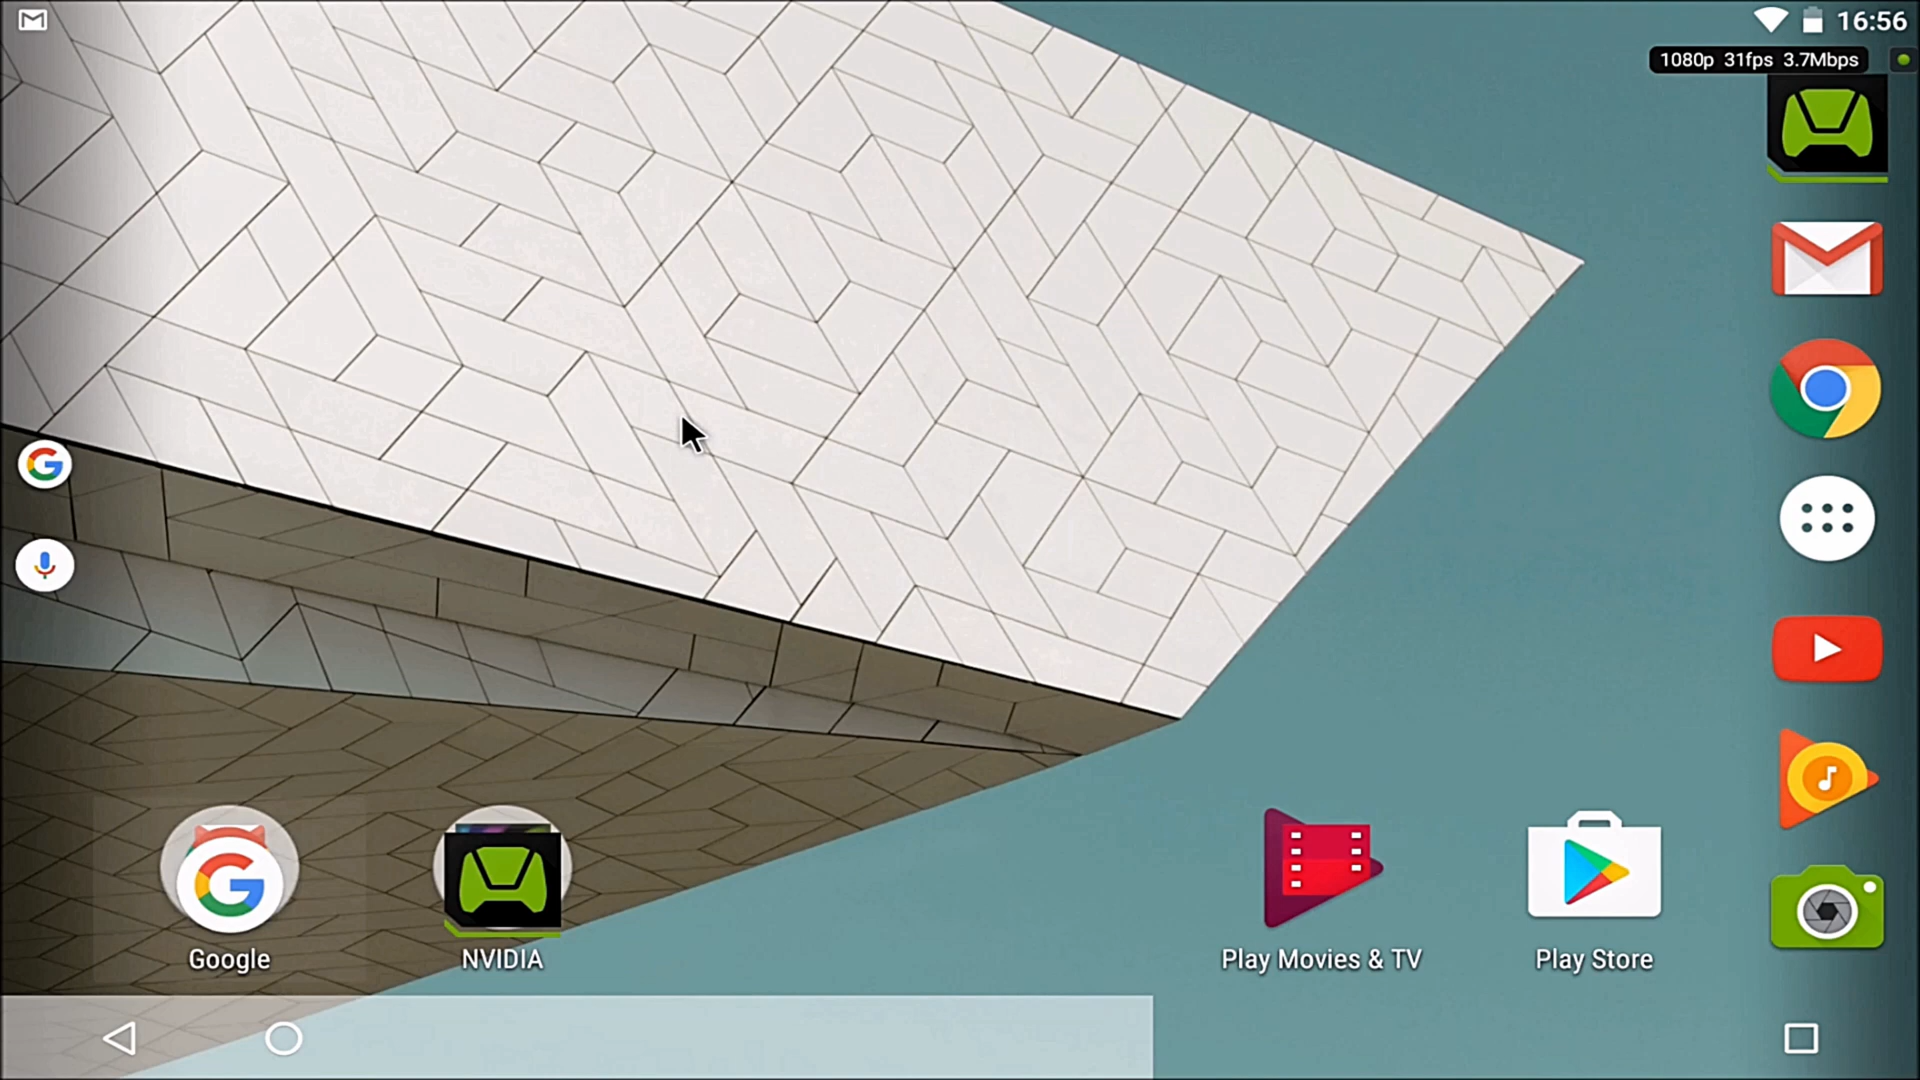 16:56
1080p 31fps 3.7Mbps
Google
NVIDIA
Play Movies & TV
Play Store